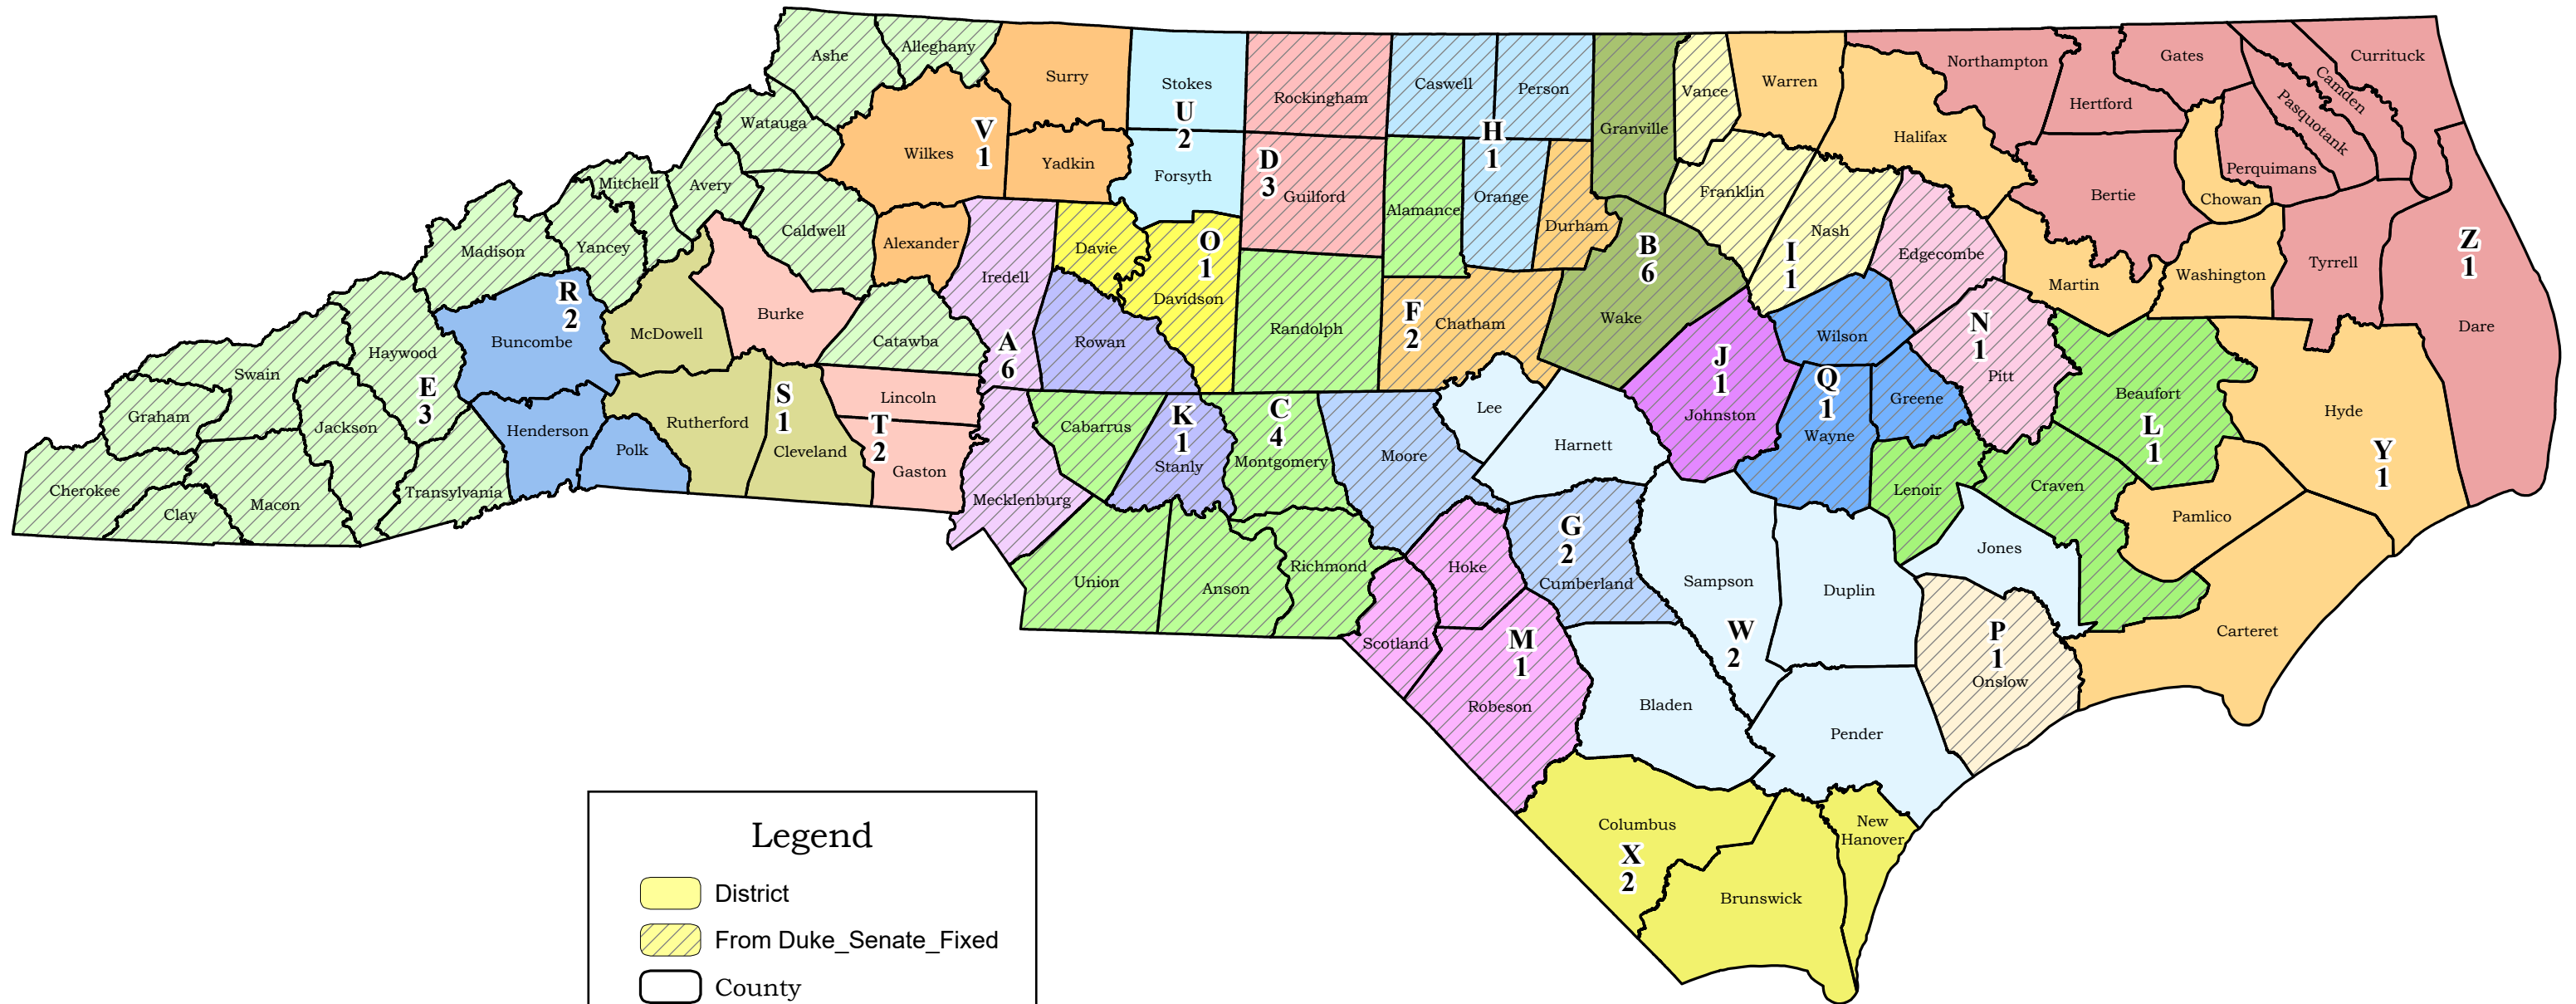 Ashe
Alleghany
Surry
Stokes
U
2
Rockingham
Caswell
Person
Granville
Vance
Warren
Northampton
Gates
Currituck
Camden
Pasquotank
Hertford
Halifax
Perquimans
Chowan
Bertie
Watauga
Wilkes
V
1
Yadkin
Forsyth
D
3
Guilford
H
1
Alamance
Orange
Durham
Franklin
Nash
I
1
Edgecombe
Martin
Washington
Tyrrell
Z
1
Dare
Mitchell
Avery
Caldwell
Alexander
Iredell
Davie
O
1
Davidson
Madison
Yancey
Buncombe
R
2
McDowell
Burke
Catawba
A
6
Rowan
Randolph
F
2
Chatham
B
6
Wake
J
1
Johnston
Wilson
N
1
Pitt
Beaufort
L
1
Hyde
Y
1
Haywood
Swain
E
3
Graham
Jackson
Henderson
Polk
Rutherford
S
1
Cleveland
Lincoln
T
2
Gaston
Cabarrus
K
1
Stanly
C
4
Montgomery
Moore
Lee
Harnett
Q
1
Wayne
Greene
Lenoir
Craven
Pamlico
Cherokee
Clay
Macon
Transylvania
Mecklenburg
Union
Anson
Richmond
Hoke
G
2
Cumberland
Sampson
Duplin
Jones
Carteret
Scotland
M
1
Robeson
W
2
Bladen
P
1
Onslow
Pender
Columbus
X
2
New
Hanover
Brunswick
Legend
District
From Duke_Senate_Fixed
County